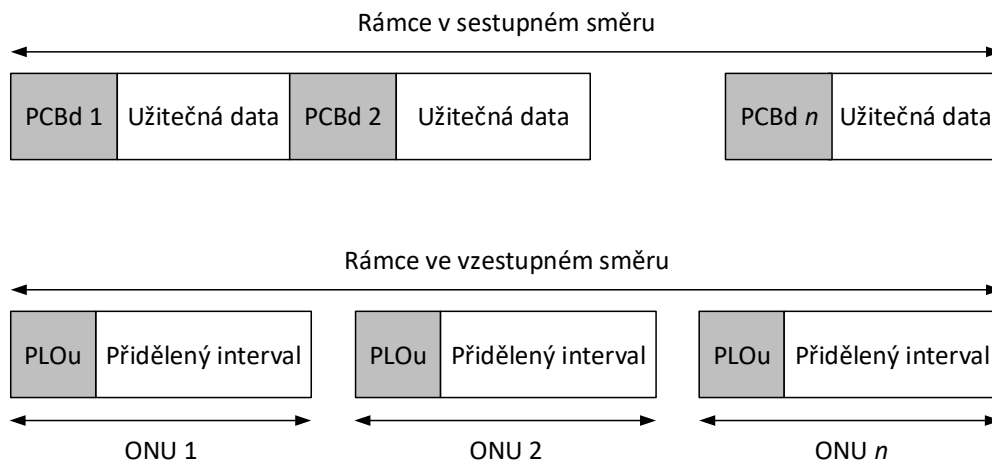 Rámce v sestupném směru
PCBd 1 Užitečná data PCBd 2 Užitečná data PCBd n Užitečná data
Rámce ve vzestupném směru
PLOu Přidělený interval PLOu Přidělený interval PLOu Přidělený interval
ONU 1 ONU 2 ONU n